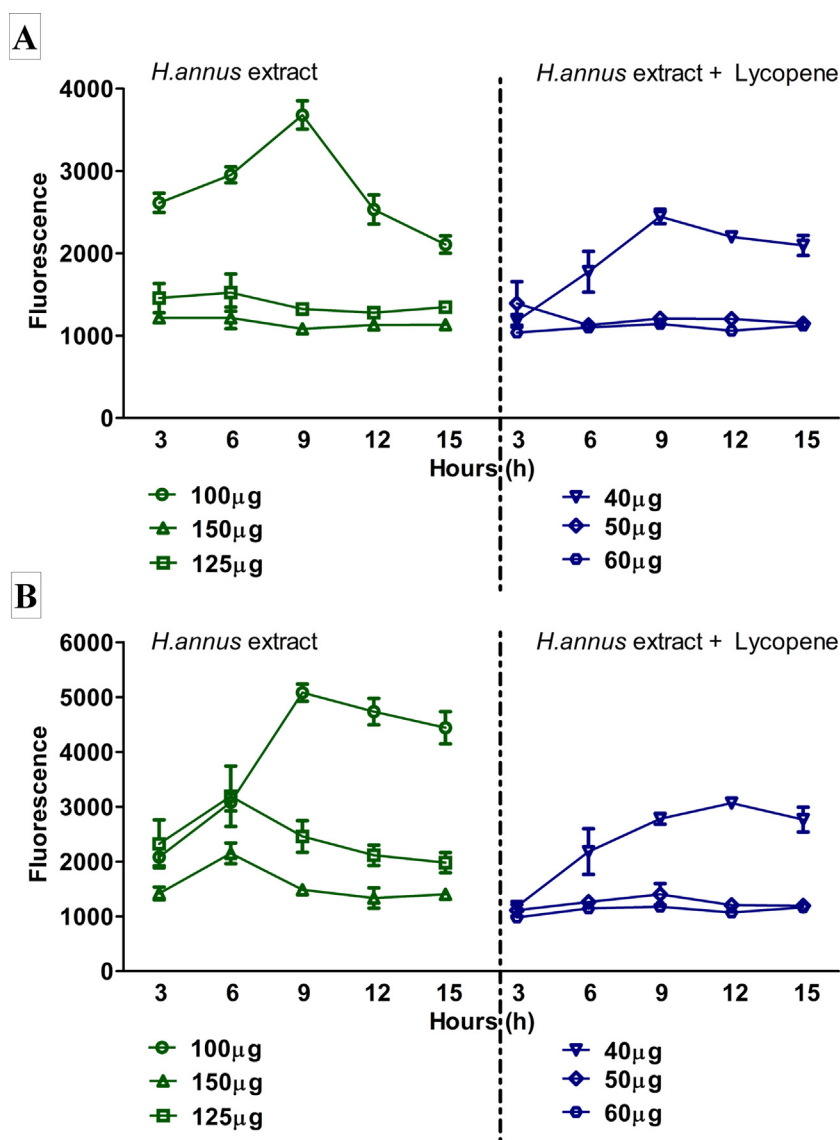 A
H.annus extract
H.annus extract + Lycopene
4000
3000
2000
1000
0
Fluorescence
3 6 9 12 15
3 6 9 12 15
Hours (h)
100µg
150µg
125µg
40µg
50µg
60µg
B
H.annus extract
H.annus extract + Lycopene
6000
5000
4000
3000
2000
1000
0
Fluorescence
3 6 9 12 15
3 6 9 12 15
Hours (h)
100µg
150µg
125µg
40µg
50µg
60µg